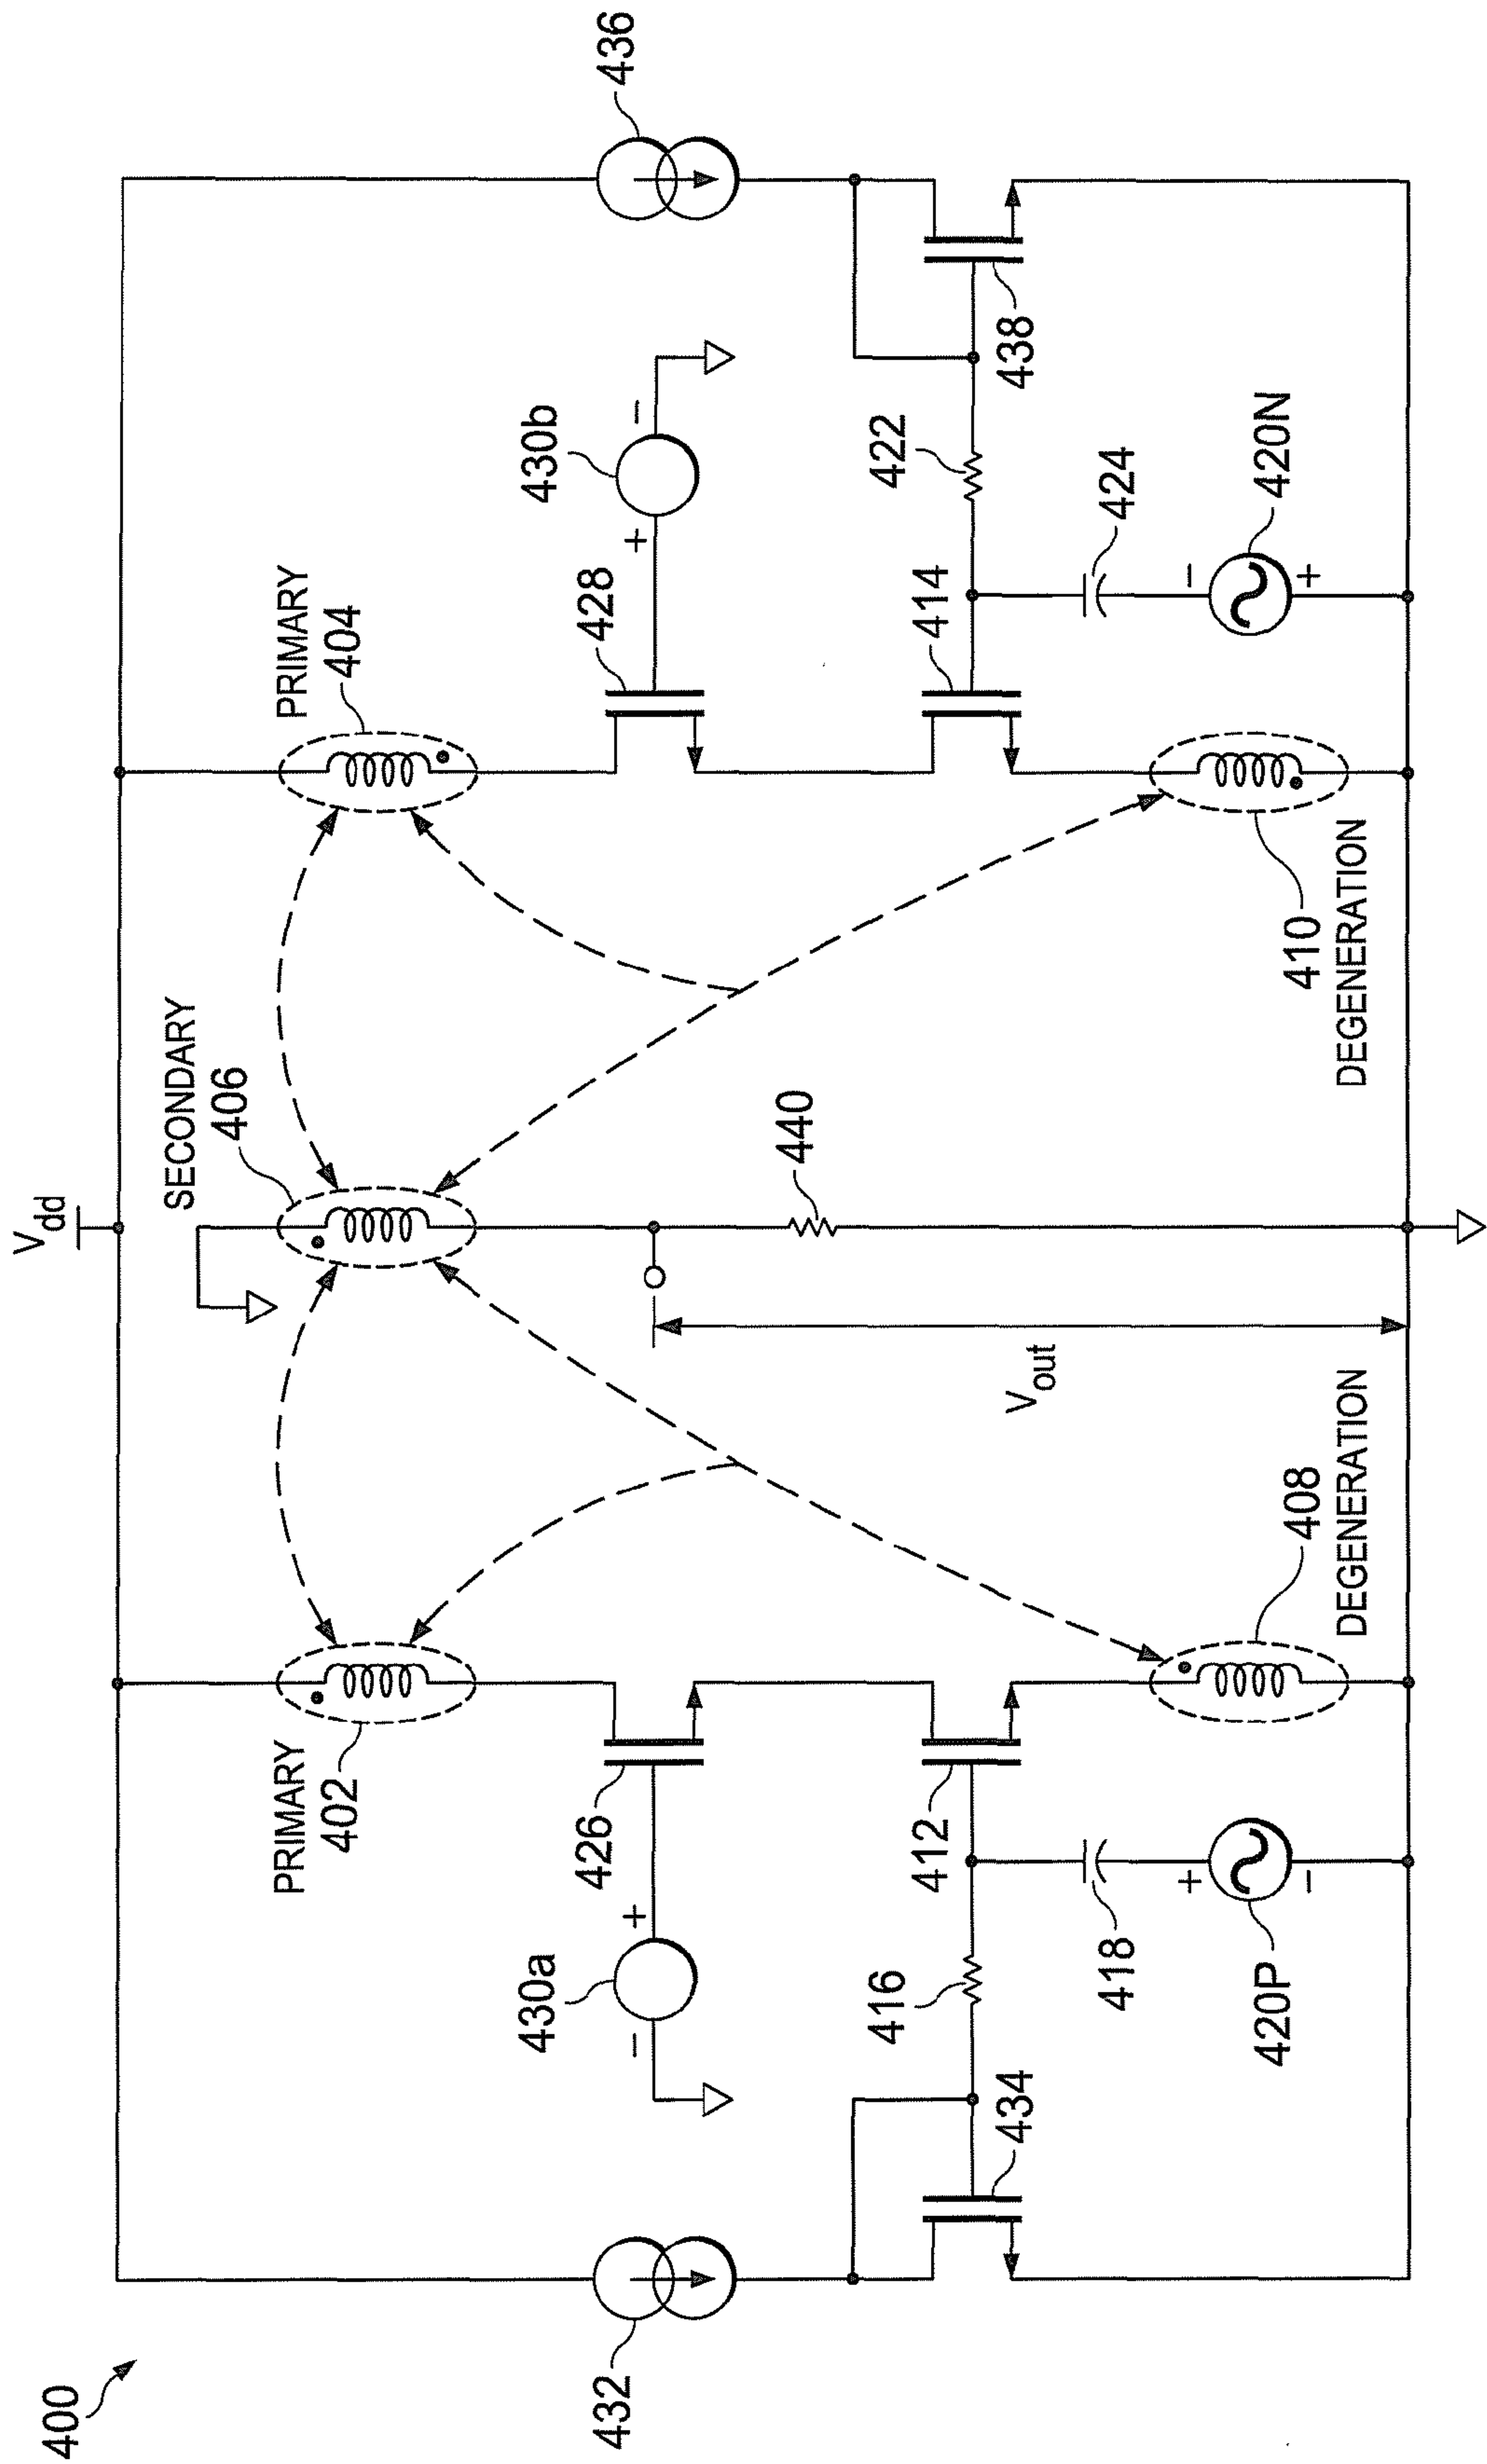 400
V_dd
436
PRIMARY
404
SECONDARY
406
PRIMARY
402
430b
+
−
428
430a
+
−
426
432
438
422
414
424
420N
−
+
440
V_out
412
416
418
420P
+
−
434
410
DEGENERATION
408
DEGENERATION